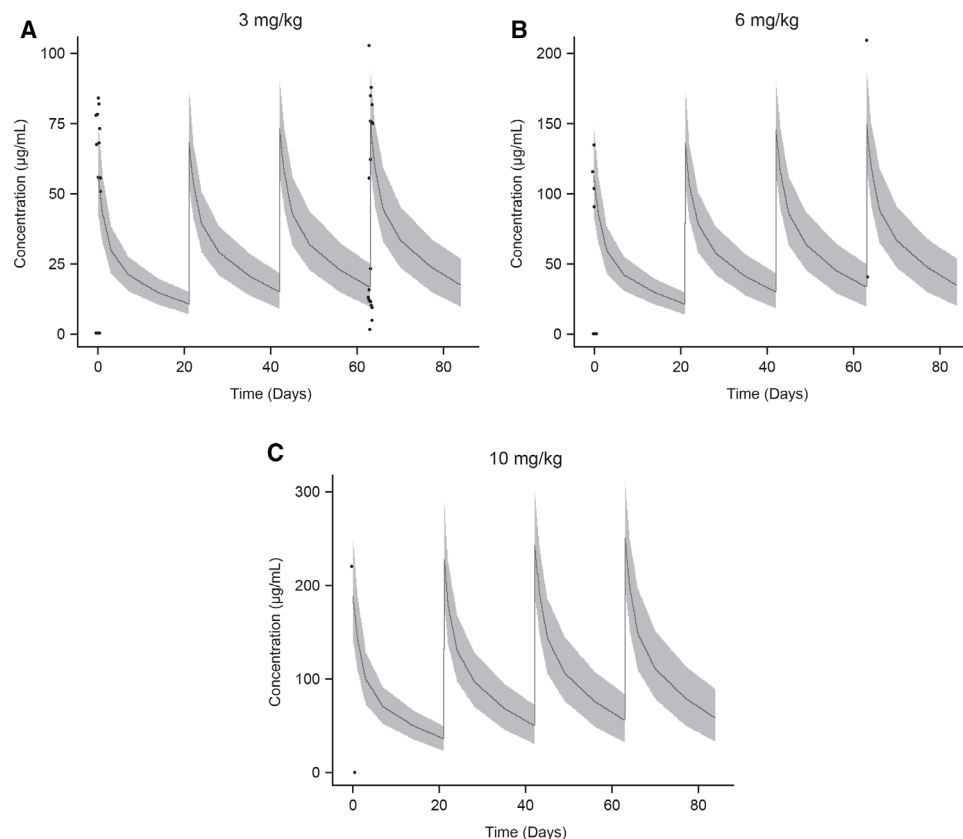 A
3 mg/kg
100
75
50
25
0
Concentration (µg/mL)
0 20 40 60 80
Time (Days)
B
6 mg/kg
200
150
100
50
0
Concentration (µg/mL)
0 20 40 60 80
Time (Days)
C
10 mg/kg
300
200
100
0
Concentration (µg/mL)
0 20 40 60 80
Time (Days)